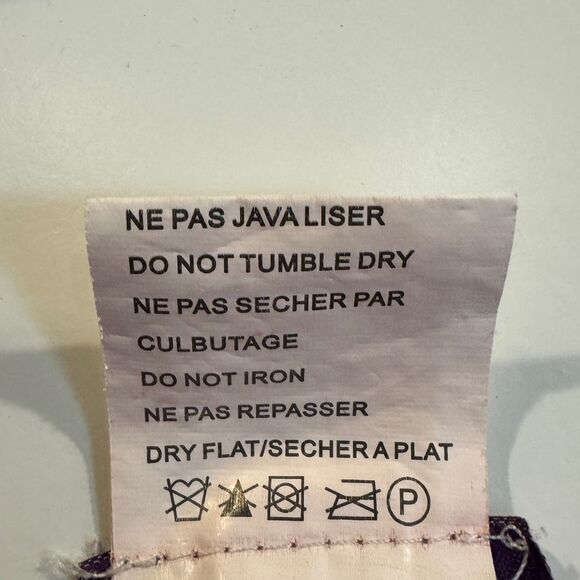 NE PAS JAVA LISER
DO NOT TUMBLE DRY
NE PAS SECHER PAR
CULBUTAGE
DO NOT IRON
NE PAS REPASSER
DRY FLAT/SECHER A PLAT
P